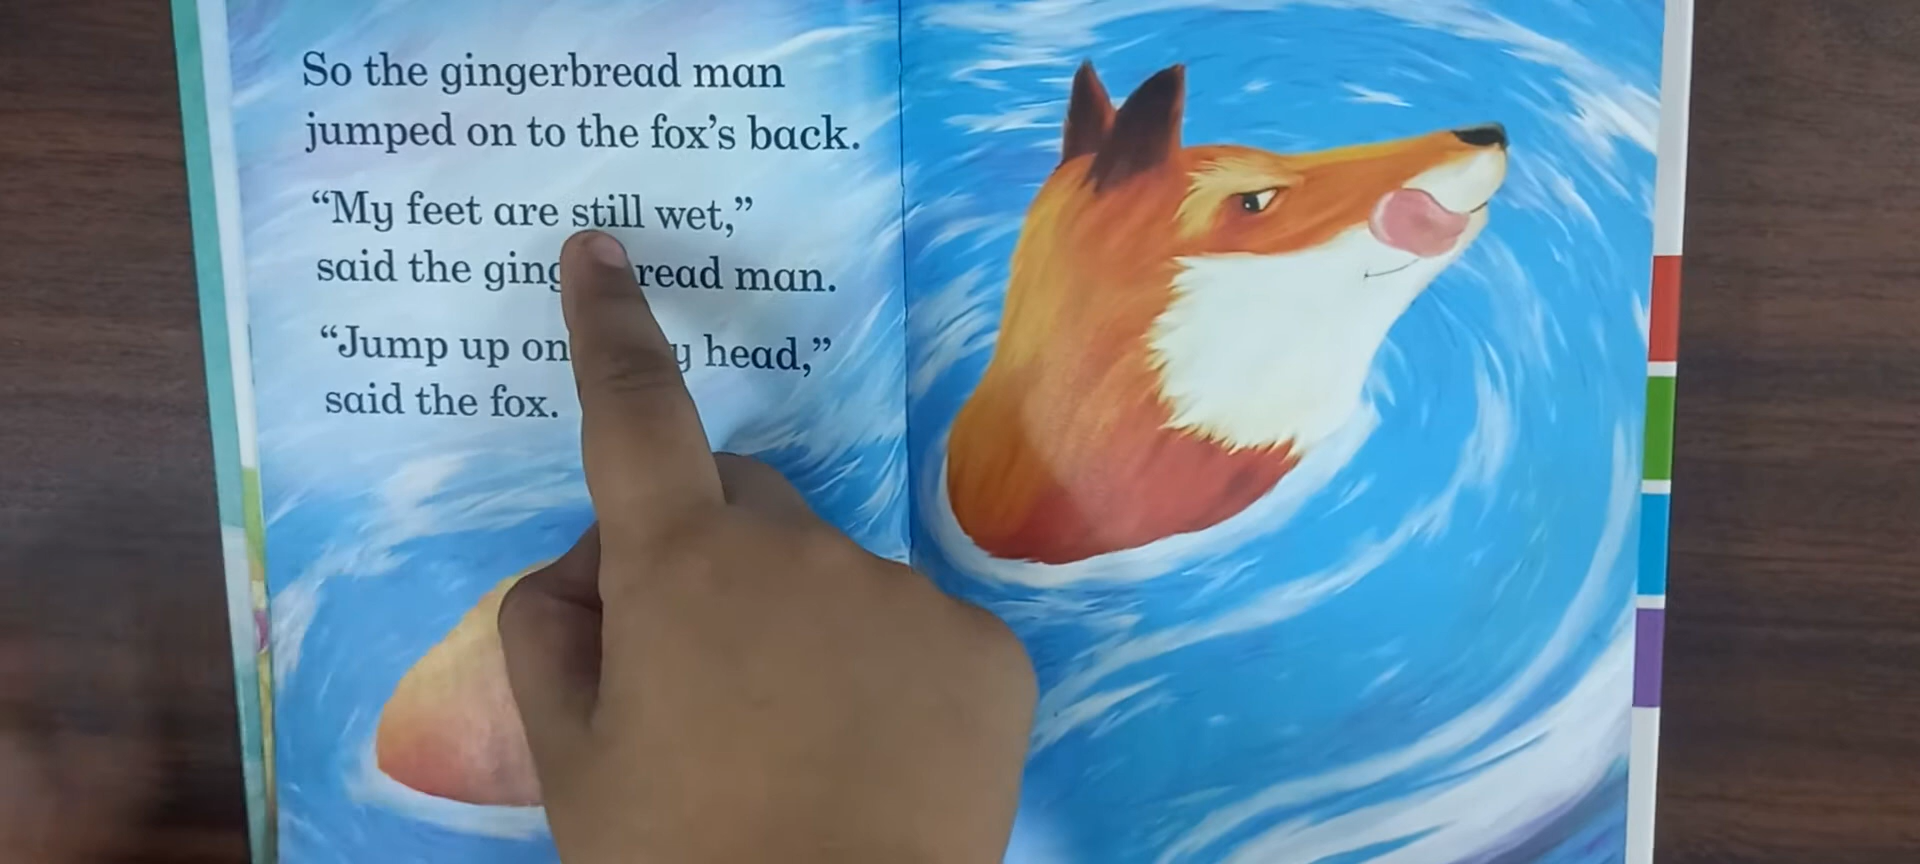 So the gingerbread man
jumped on to the fox's back.
“My feet are still wet,”
said the ging read man.
“Jump up on y head,”
said the fox.